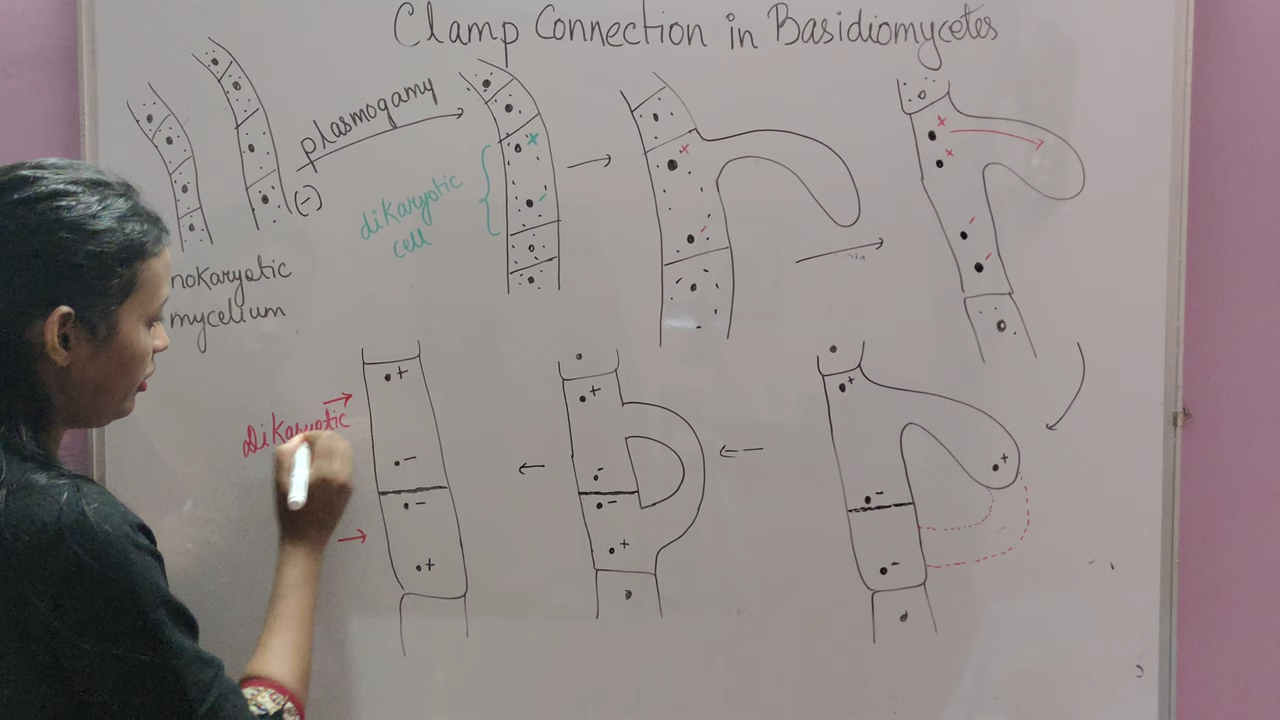 Clamp Connection in Basidiomycetes
plasmogamy
(-)
nokaryotic
mycelium
dikaryotic
cell
x
-
x
-
x
x
-
-
+
-
-
+
+
-
-
+
+
+
-
-
Dikaryotic